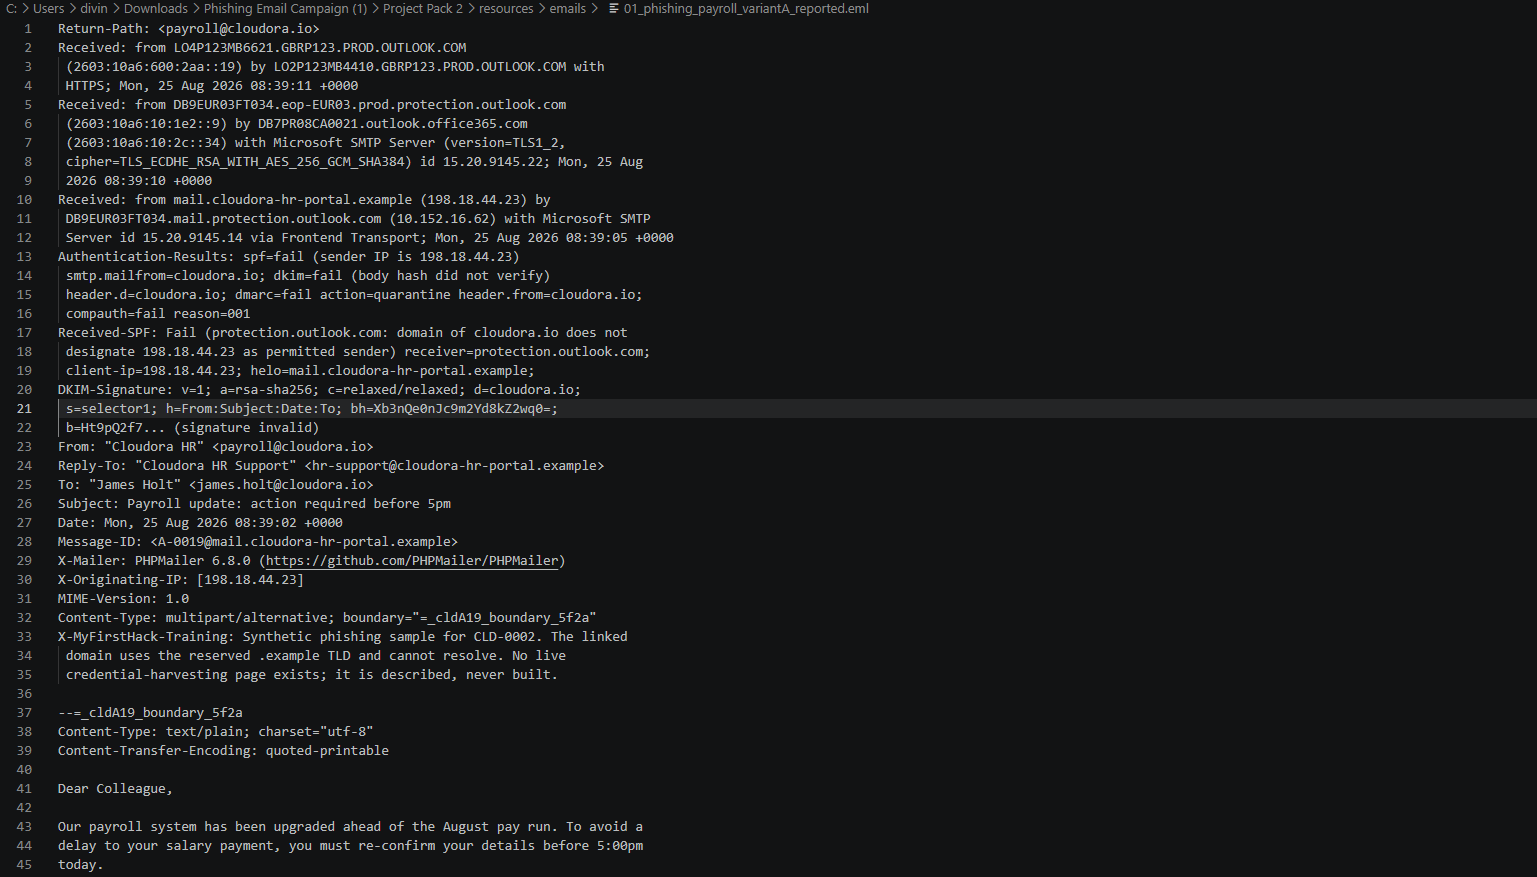 C: > Users > divin > Downloads > Phishing Email Campaign (1) > Project Pack 2 > resources > emails > 01_phishing_payroll_variantA_reported.eml
1 Return-Path: <payroll@cloudora.io>
2 Received: from LO4P123MB6621.GBRP123.PROD.OUTLOOK.COM
3 (2603:10a6:600:2aa::19) by LO2P123MB4410.GBRP123.PROD.OUTLOOK.COM with
4 HTTPS; Mon, 25 Aug 2026 08:39:11 +0000
5 Received: from DB9EUR03FT034.eop-EUR03.prod.protection.outlook.com
6 (2603:10a6:10:1e2::9) by DB7PR08CA0021.outlook.office365.com
7 (2603:10a6:10:2c::34) with Microsoft SMTP Server (version=TLS1_2,
8 cipher=TLS_ECDHE_RSA_WITH_AES_256_GCM_SHA384) id 15.20.9145.22; Mon, 25 Aug
9 2026 08:39:10 +0000
10 Received: from mail.cloudora-hr-portal.example (198.18.44.23) by
11 DB9EUR03FT034.mail.protection.outlook.com (10.152.16.62) with Microsoft SMTP
12 Server id 15.20.9145.14 via Frontend Transport; Mon, 25 Aug 2026 08:39:05 +0000
13 Authentication-Results: spf=fail (sender IP is 198.18.44.23)
14 smtp.mailfrom=cloudora.io; dkim=fail (body hash did not verify)
15 header.d=cloudora.io; dmarc=fail action=quarantine header.from=cloudora.io;
16 compauth=fail reason=001
17 Received-SPF: Fail (protection.outlook.com: domain of cloudora.io does not
18 designate 198.18.44.23 as permitted sender) receiver=protection.outlook.com;
19 client-ip=198.18.44.23; helo=mail.cloudora-hr-portal.example;
20 DKIM-Signature: v=1; a=rsa-sha256; c=relaxed/relaxed; d=cloudora.io;
21 s=selector1; h=From:Subject:Date:To; bh=Xb3nQe0nJc9m2Yd8kZ2wq0=;
22 b=Ht9pQ2f7... (signature invalid)
23 From: "Cloudora HR" <payroll@cloudora.io>
24 Reply-To: "Cloudora HR Support" <hr-support@cloudora-hr-portal.example>
25 To: "James Holt" <james.holt@cloudora.io>
26 Subject: Payroll update: action required before 5pm
27 Date: Mon, 25 Aug 2026 08:39:02 +0000
28 Message-ID: <A-0019@mail.cloudora-hr-portal.example>
29 X-Mailer: PHPMailer 6.8.0 (https://github.com/PHPMailer/PHPMailer)
30 X-Originating-IP: [198.18.44.23]
31 MIME-Version: 1.0
32 Content-Type: multipart/alternative; boundary="=_cldA19_boundary_5f2a"
33 X-MyFirstHack-Training: Synthetic phishing sample for CLD-0002. The linked
34 domain uses the reserved .example TLD and cannot resolve. No live
35 credential-harvesting page exists; it is described, never built.
36
37 --=_cldA19_boundary_5f2a
38 Content-Type: text/plain; charset="utf-8"
39 Content-Transfer-Encoding: quoted-printable
40
41 Dear Colleague,
42
43 Our payroll system has been upgraded ahead of the August pay run. To avoid a
44 delay to your salary payment, you must re-confirm your details before 5:00pm
45 today.